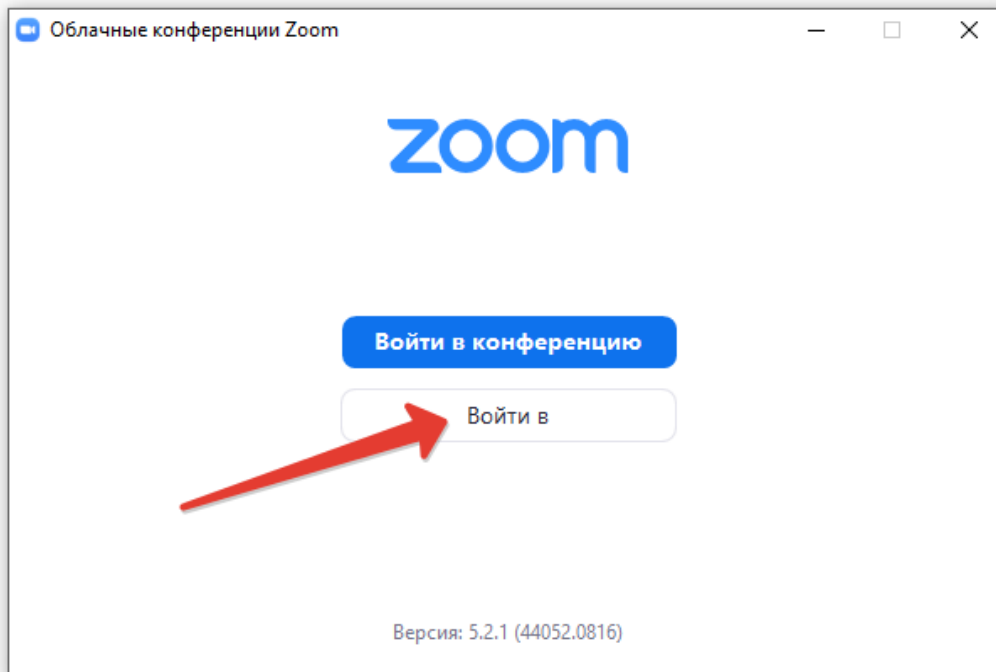 Облачные конференции Zoom
zoom
Войти в конференцию
Войти в
Версия: 5.2.1 (44052.0816)